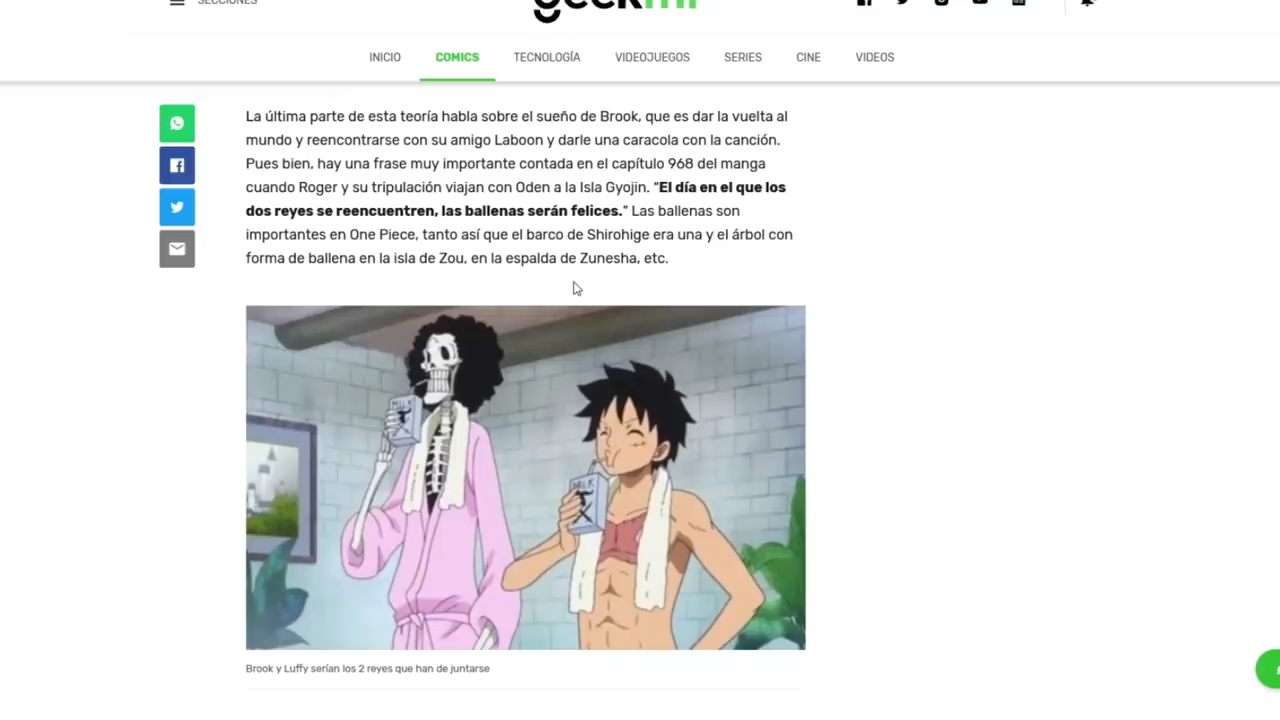 SECCIONES
geekmi
INICIO COMICS TECNOLOGÍA VIDEOJUEGOS SERIES CINE VIDEOS
La última parte de esta teoría habla sobre el sueño de Brook, que es dar la vuelta al
mundo y reencontrarse con su amigo Laboon y darle una caracola con la canción.
Pues bien, hay una frase muy importante contada en el capítulo 968 del manga
cuando Roger y su tripulación viajan con Oden a la Isla Gyojin. “El día en el que los
dos reyes se reencuentren, las ballenas serán felices.” Las ballenas son
importantes en One Piece, tanto así que el barco de Shirohige era una y el árbol con
forma de ballena en la isla de Zou, en la espalda de Zunesha, etc.
MILK
MILK
Brook y Luffy serían los 2 reyes que han de juntarse